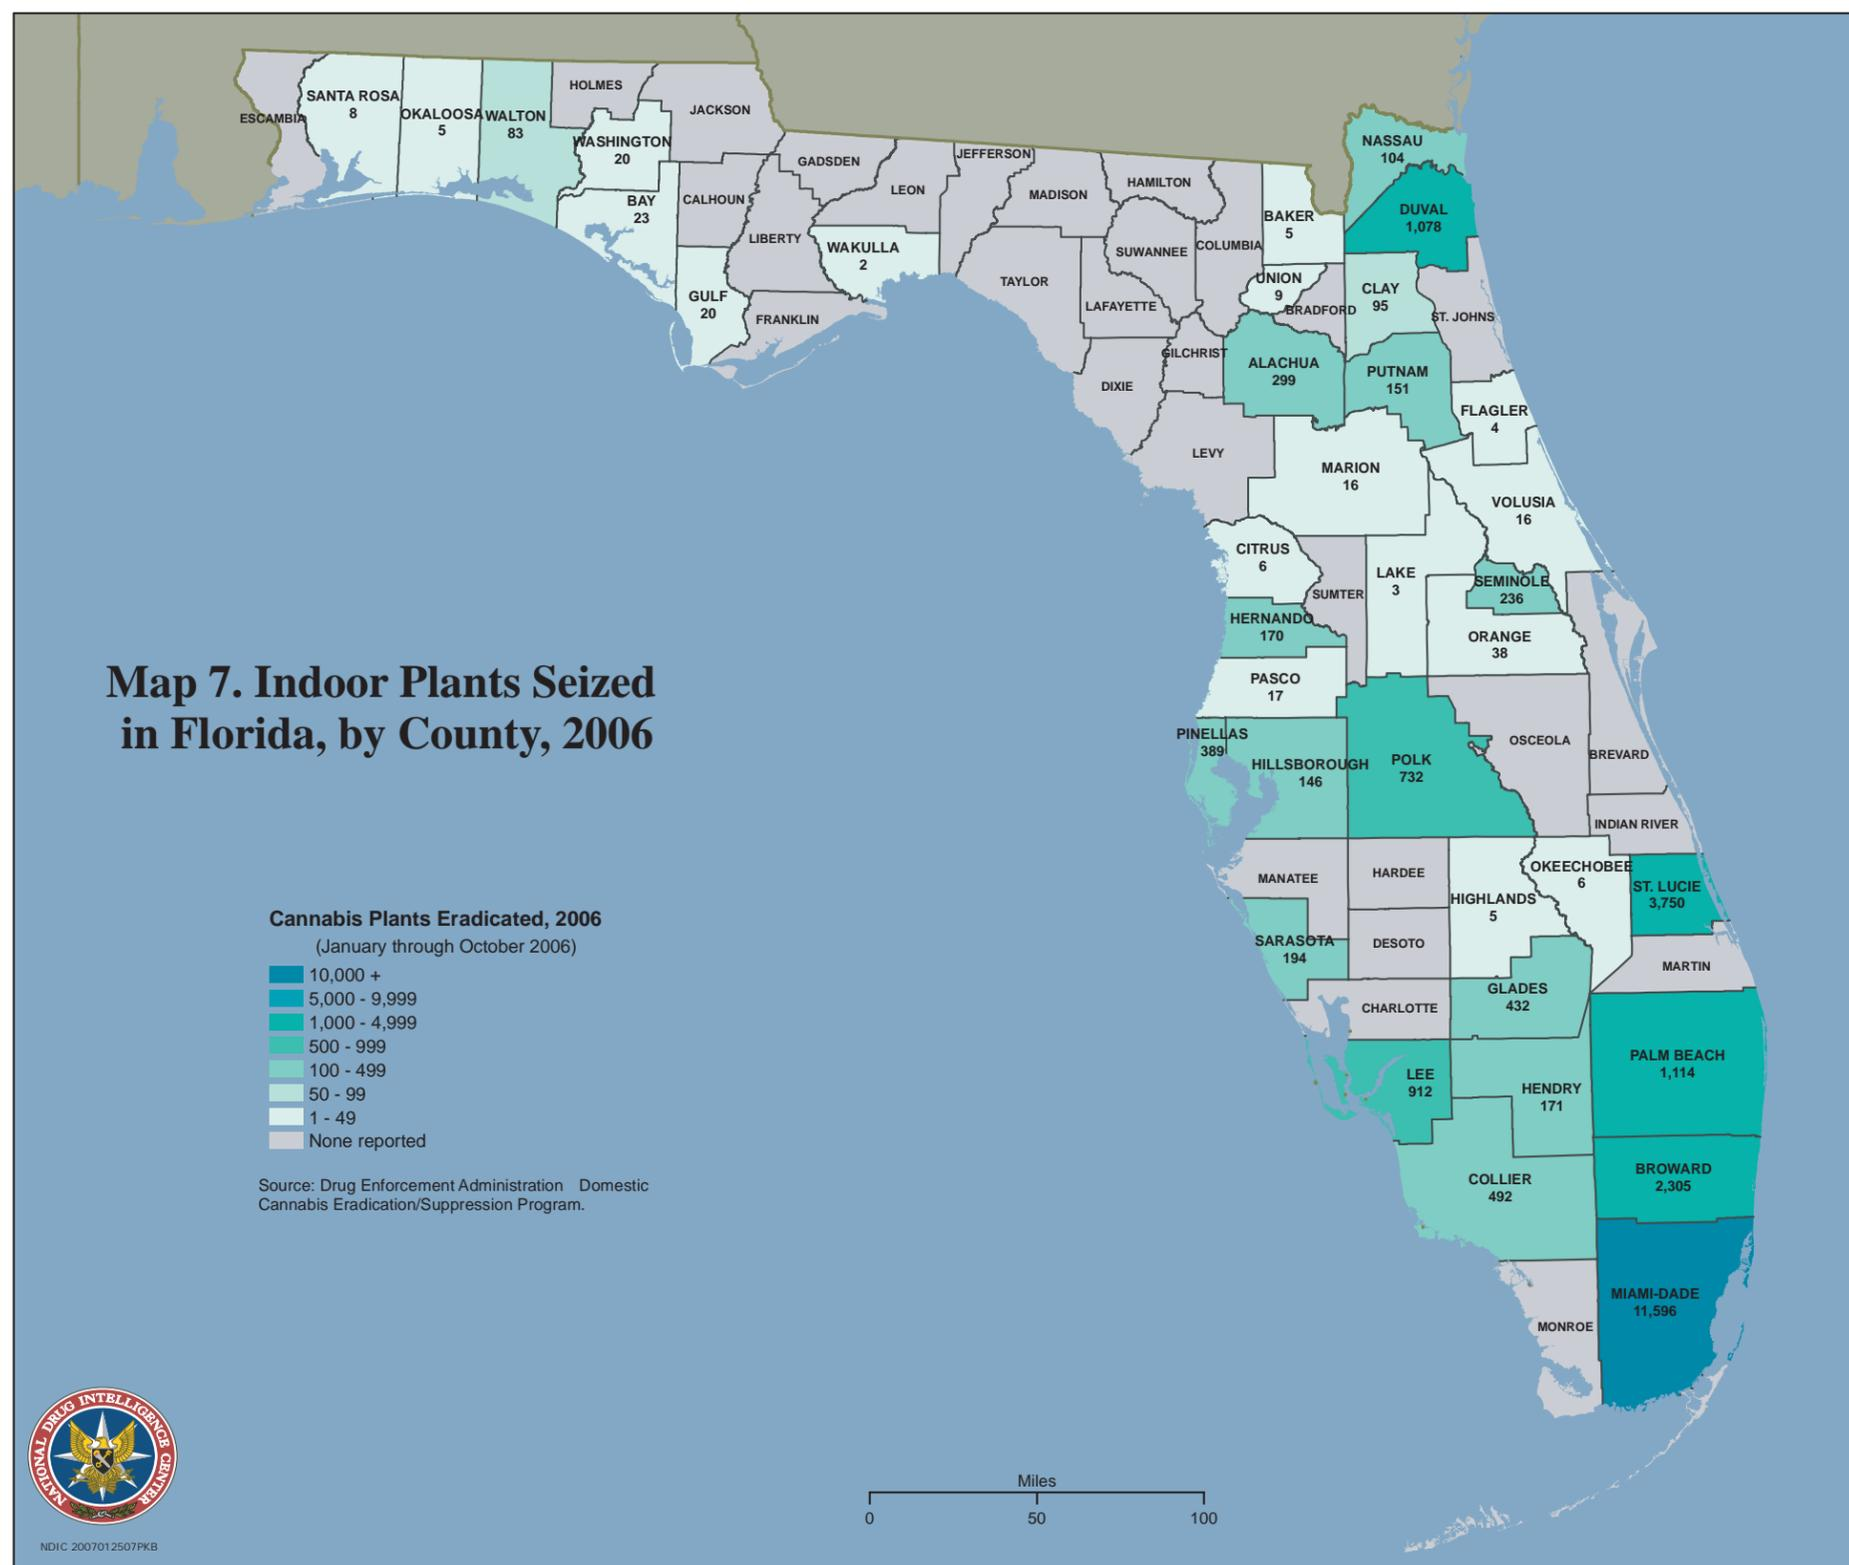 ESCAMBIA
SANTA ROSA
8
OKALOOSA
5
WALTON
83
HOLMES
WASHINGTON
20
BAY
23
JACKSON
CALHOUN
GULF
20
GADSDEN
LIBERTY
FRANKLIN
LEON
WAKULLA
2
JEFFERSON
MADISON
TAYLOR
HAMILTON
SUWANNEE
LAFAYETTE
DIXIE
COLUMBIA
GILCHRIST
BAKER
5
UNION
9
BRADFORD
NASSAU
104
DUVAL
1,078
CLAY
95
ST. JOHNS
ALACHUA
299
PUTNAM
151
FLAGLER
4
LEVY
MARION
16
VOLUSIA
16
CITRUS
6
SUMTER
LAKE
3
SEMINOLE
236
HERNANDO
170
ORANGE
38
PASCO
17
PINELLAS
389
HILLSBOROUGH
146
POLK
732
OSCEOLA
BREVARD
INDIAN RIVER
MANATEE
HARDEE
HIGHLANDS
5
OKEECHOBEE
6
ST. LUCIE
3,750
SARASOTA
194
DESOTO
MARTIN
CHARLOTTE
GLADES
432
LEE
912
HENDRY
171
PALM BEACH
1,114
COLLIER
492
BROWARD
2,305
MONROE
MIAMI-DADE
11,596
Map 7. Indoor Plants Seized
in Florida, by County, 2006
Cannabis Plants Eradicated, 2006
(January through October 2006)
10,000 +
5,000 - 9,999
1,000 - 4,999
500 - 999
100 - 499
50 - 99
1 - 49
None reported
Source: Drug Enforcement Administration Domestic
Cannabis Eradication/Suppression Program.
NATIONAL DRUG INTELLIGENCE CENTER
NDIC 2007012507PKB
Miles
0 50 100